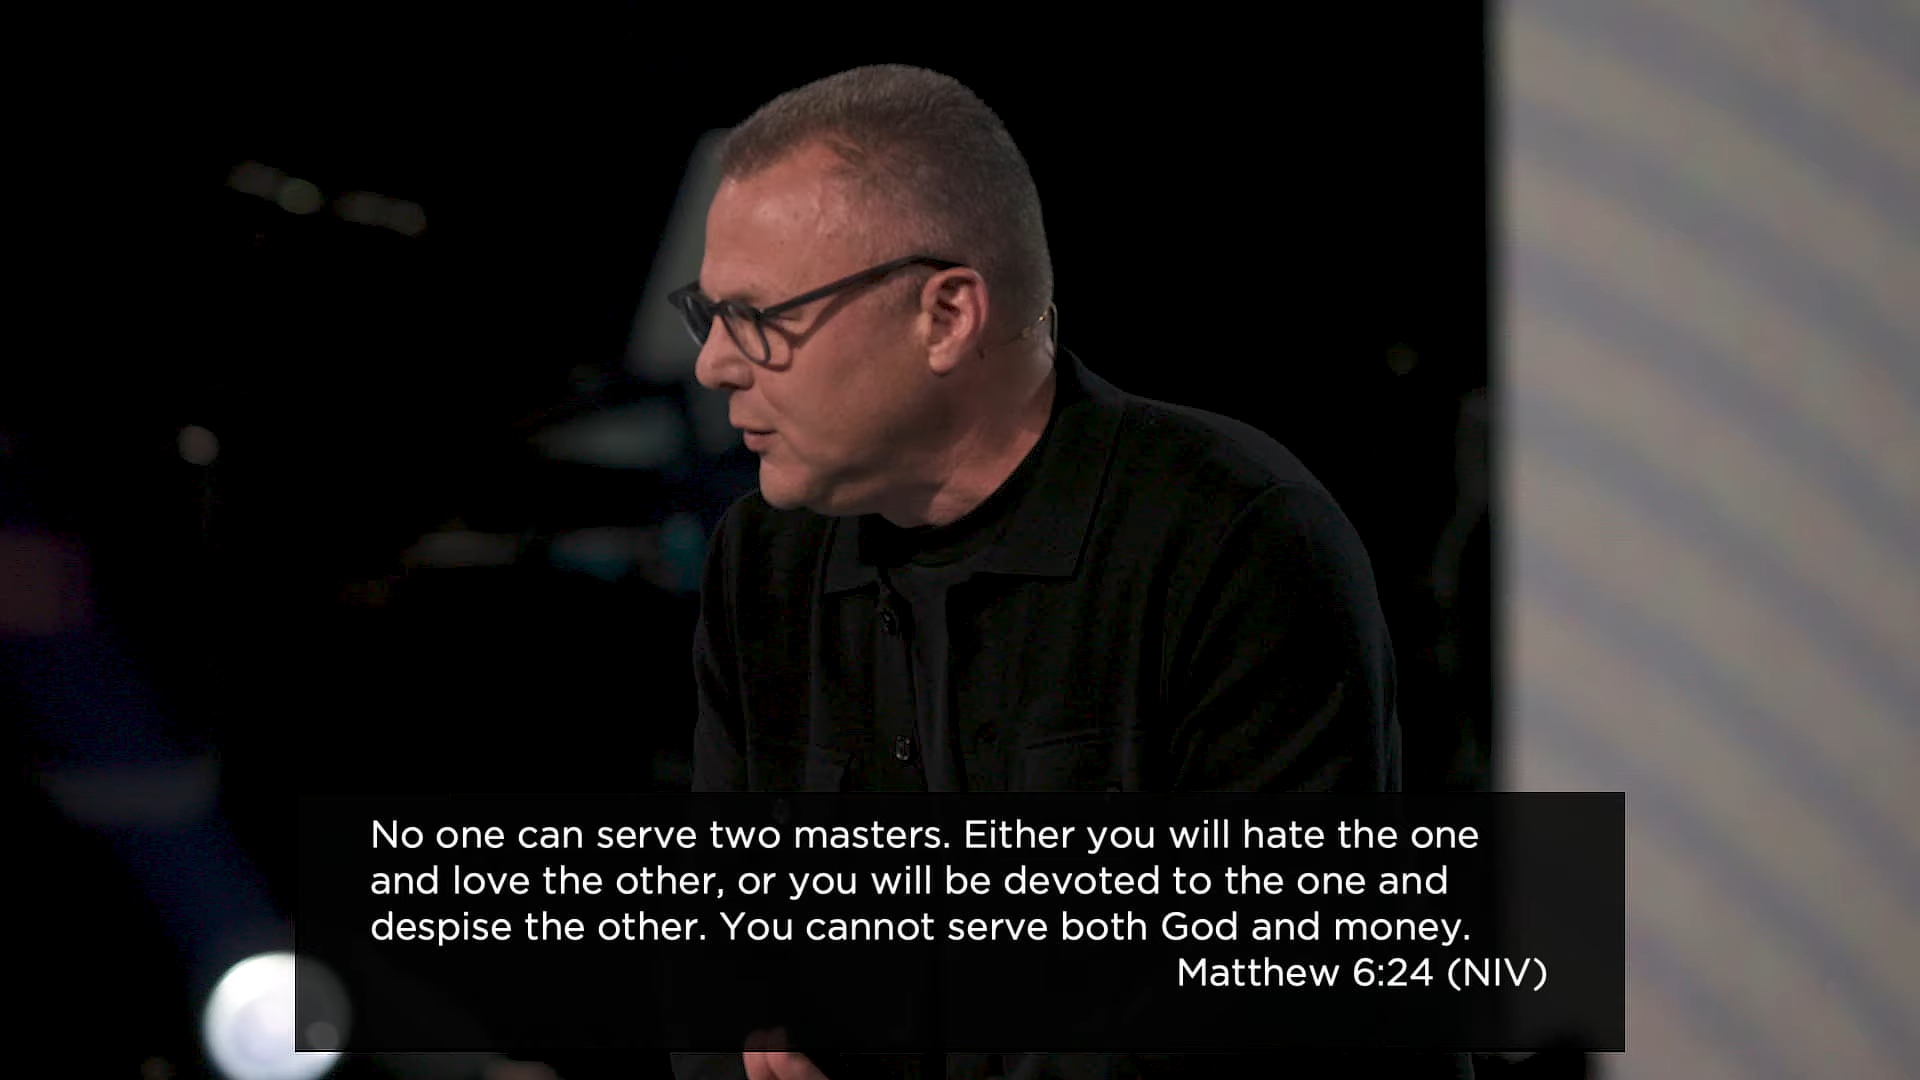 No one can serve two masters. Either you will hate the one
and love the other, or you will be devoted to the one and
despise the other. You cannot serve both God and money.
Matthew 6:24 (NIV)